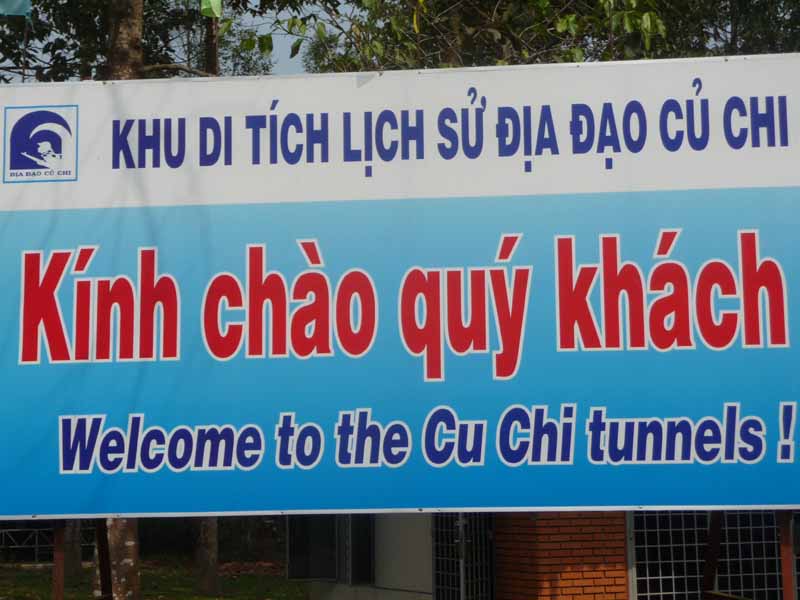 KHU DI TÍCH LỊCH SỬ ĐỊA ĐẠO CỦ CHI
ĐỊA ĐẠO CỦ CHI
Kính chào quý khách
Welcome to the Cu Chi tunnels !